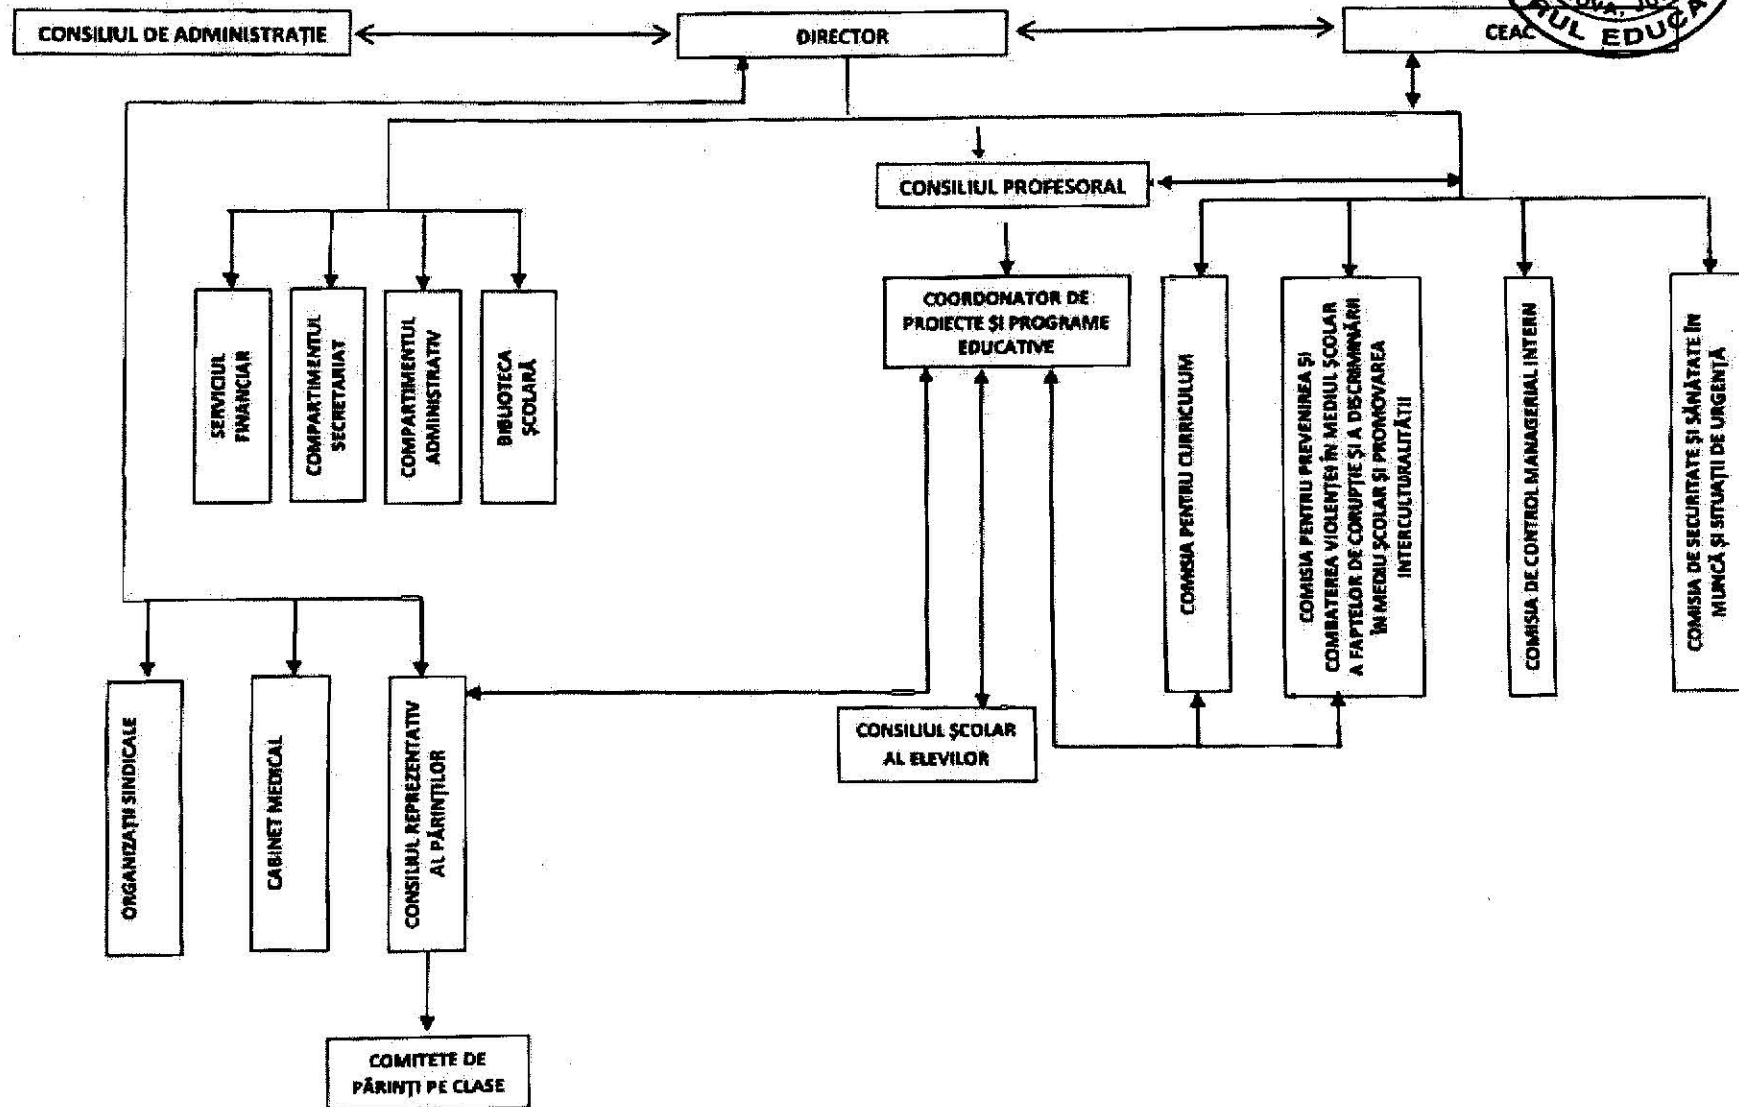 CONSILIUL DE ADMINISTRAȚIE
DIRECTOR
CEAC
RUL EDUCA
CONSILIUL PROFESORAL
SERVICIUL
FINANCIAR
COMPARTIMENTUL
SECRETARIAT
COMPARTIMENTUL
ADMINISTRATIV
BIBLIOTECA
ȘCOLARĂ
COORDONATOR DE
PROIECTE ȘI PROGRAME
EDUCATIVE
COMISIA PENTRU CURRICULUM
COMISIA PENTRU PREVENIREA ȘI
COMBATEREA VIOLENȚEI ÎN MEDIUL ȘCOLAR
A FAPTELOR DE CORUPȚIE ȘI A DISCRIMINĂRII
ÎN MEDIU ȘCOLAR ȘI PROMOVAREA
INTERCULTURALITĂȚII
COMISIA DE CONTROL MANAGERIAL INTERN
COMISIA DE SECURITATE ȘI SĂNĂTATE ÎN
MUNCĂ ȘI SITUAȚII DE URGENȚĂ
ORGANIZAȚII SINDICALE
CABINET MEDICAL
CONSILIUL REPREZENTATIV
AL PĂRINȚILOR
CONSILIUL ȘCOLAR
AL ELEVILOR
COMITETE DE
PĂRINȚI PE CLASE